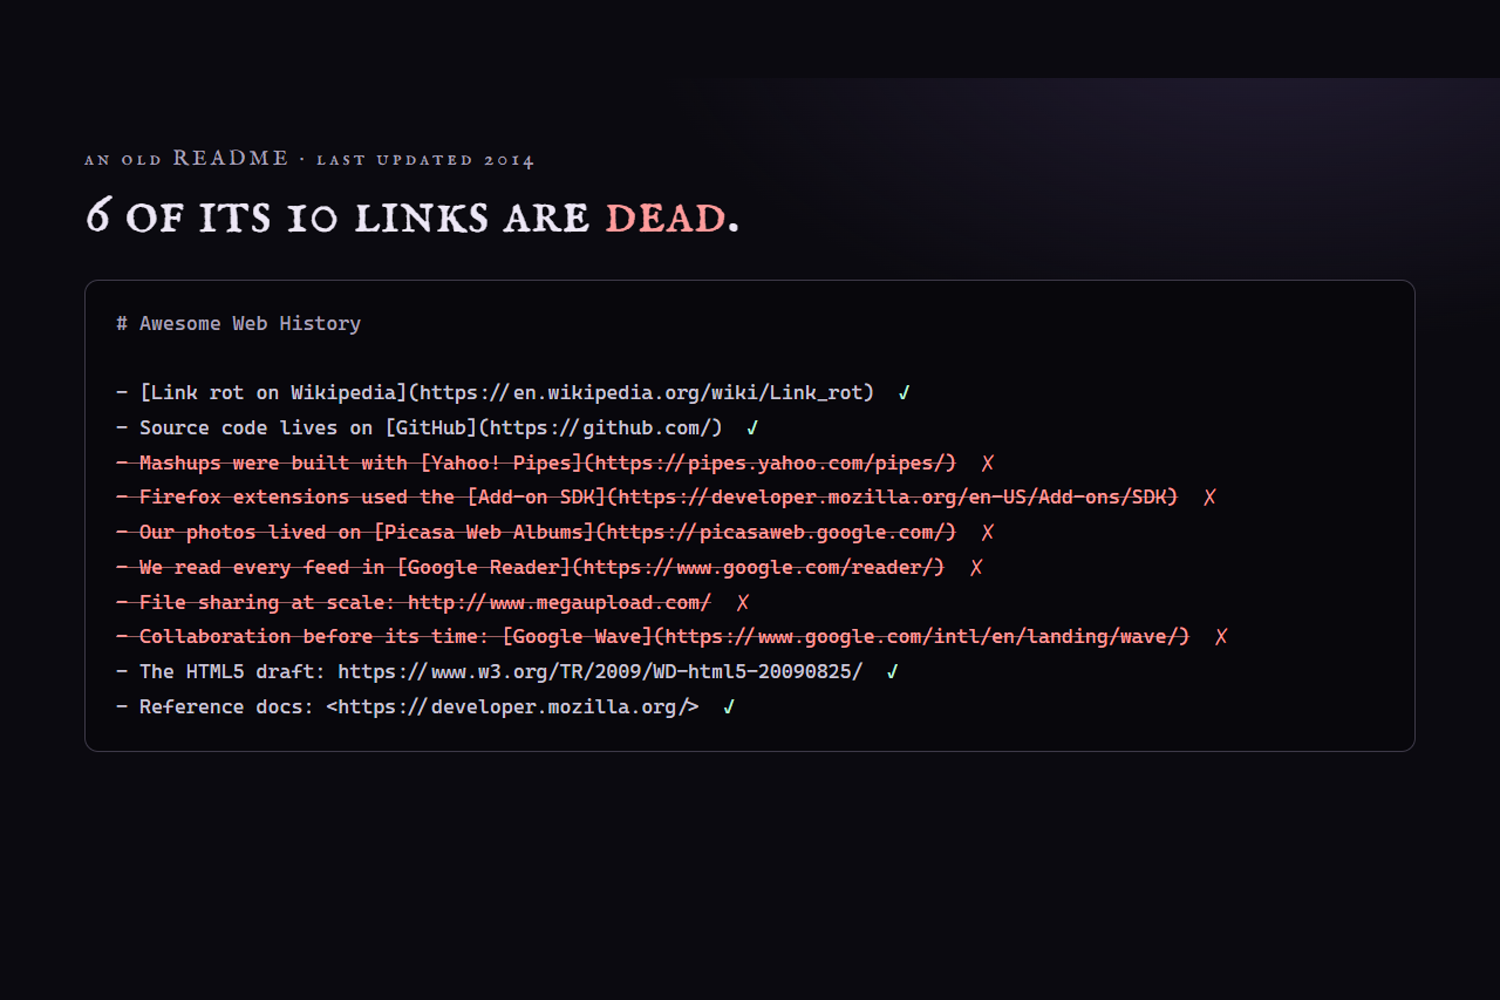 AN OLD README · LAST UPDATED 2014
6 OF ITS 10 LINKS ARE DEAD.
# Awesome Web History
- [Link rot on Wikipedia](https://en.wikipedia.org/wiki/Link_rot) ✓
- Source code lives on [GitHub](https://github.com/) ✓
- Mashups were built with [Yahoo! Pipes](https://pipes.yahoo.com/pipes/) ✗
- Firefox extensions used the [Add-on SDK](https://developer.mozilla.org/en-US/Add-ons/SDK) ✗
- Our photos lived on [Picasa Web Albums](https://picasaweb.google.com/) ✗
- We read every feed in [Google Reader](https://www.google.com/reader/) ✗
- File sharing at scale: http://www.megaupload.com/ ✗
- Collaboration before its time: [Google Wave](https://www.google.com/intl/en/landing/wave/) ✗
- The HTML5 draft: https://www.w3.org/TR/2009/WD-html5-20090825/ ✓
- Reference docs: <https://developer.mozilla.org/> ✓